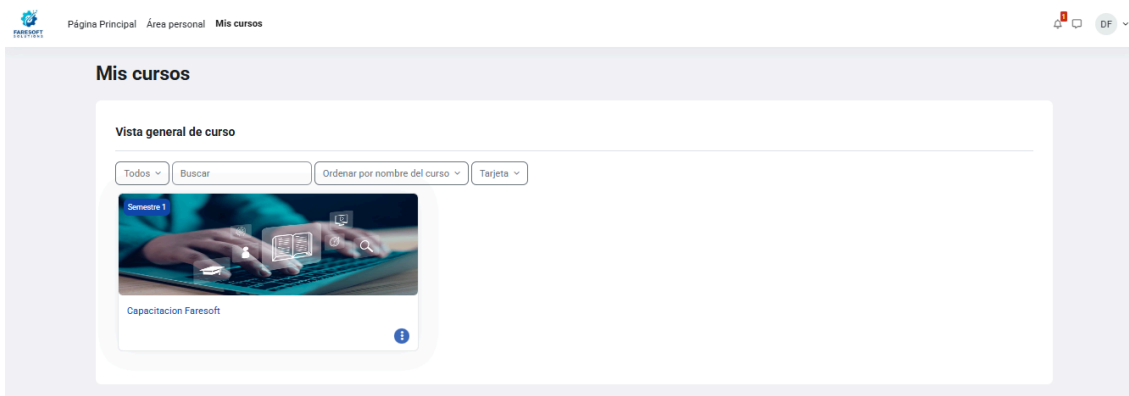 FARESOFT
SOLUTIONS
Página Principal Área personal Mis cursos
1
DF
Mis cursos
Vista general de curso
Todos Buscar Ordenar por nombre del curso Tarjeta
Semestre 1
Capacitacion Faresoft